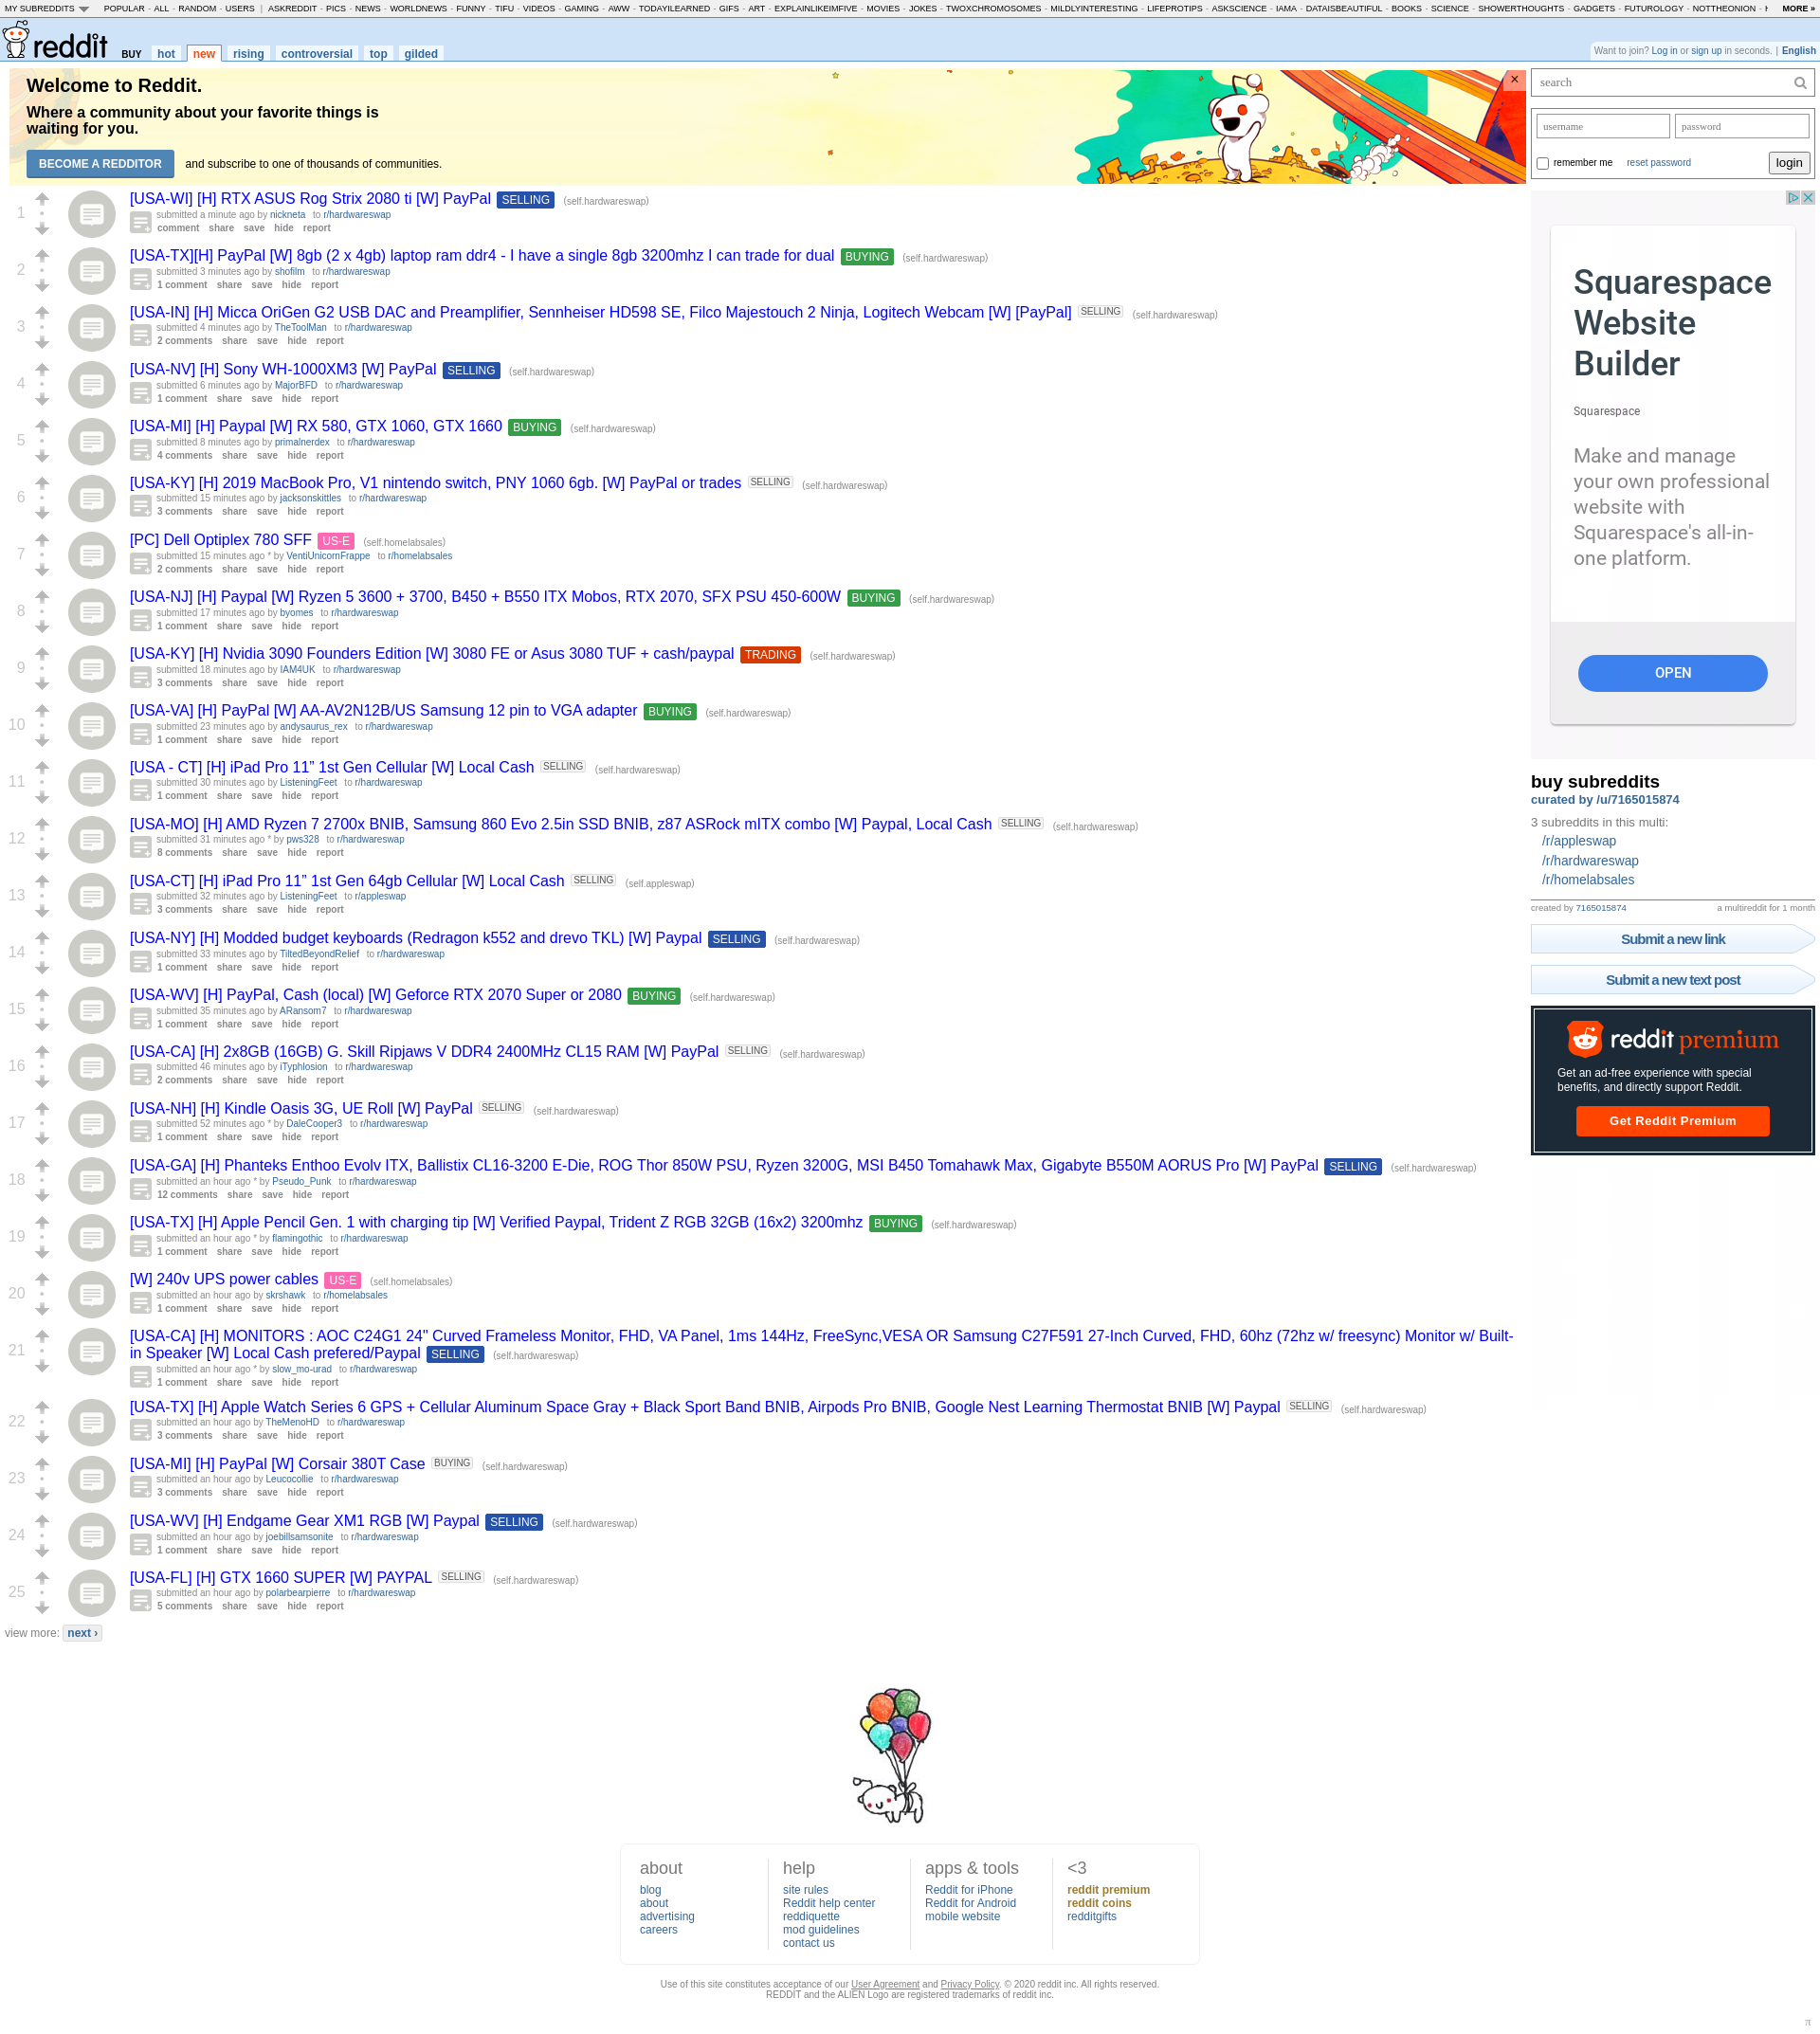 MY SUBREDDITS POPULAR - ALL - RANDOM - USERS | ASKREDDIT - PICS - NEWS - WORLDNEWS - FUNNY - TIFU - VIDEOS - GAMING - AWW - TODAYILEARNED - GIFS - ART - EXPLAINLIKEIMFIVE - MOVIES - JOKES - TWOXCHROMOSOMES - MILDLYINTERESTING - LIFEPROTIPS - ASKSCIENCE - IAMA - DATAISBEAUTIFUL - BOOKS - SCIENCE - SHOWERTHOUGHTS - GADGETS - FUTUROLOGY - NOTTHEONION - MORE »
reddit BUY hot new rising controversial top gilded
Want to join? Log in or sign up in seconds. | English
Welcome to Reddit.
Where a community about your favorite things is
waiting for you.
BECOME A REDDITOR and subscribe to one of thousands of communities.
×
1
[USA-WI] [H] RTX ASUS Rog Strix 2080 ti [W] PayPal SELLING (self.hardwareswap)
submitted a minute ago by nickneta to r/hardwareswap
comment share save hide report
2
[USA-TX][H] PayPal [W] 8gb (2 x 4gb) laptop ram ddr4 - I have a single 8gb 3200mhz I can trade for dual BUYING (self.hardwareswap)
submitted 3 minutes ago by shofilm to r/hardwareswap
1 comment share save hide report
3
[USA-IN] [H] Micca OriGen G2 USB DAC and Preamplifier, Sennheiser HD598 SE, Filco Majestouch 2 Ninja, Logitech Webcam [W] [PayPal] SELLING (self.hardwareswap)
submitted 4 minutes ago by TheToolMan to r/hardwareswap
2 comments share save hide report
4
[USA-NV] [H] Sony WH-1000XM3 [W] PayPal SELLING (self.hardwareswap)
submitted 6 minutes ago by MajorBFD to r/hardwareswap
1 comment share save hide report
5
[USA-MI] [H] Paypal [W] RX 580, GTX 1060, GTX 1660 BUYING (self.hardwareswap)
submitted 8 minutes ago by primalnerdex to r/hardwareswap
4 comments share save hide report
6
[USA-KY] [H] 2019 MacBook Pro, V1 nintendo switch, PNY 1060 6gb. [W] PayPal or trades SELLING (self.hardwareswap)
submitted 15 minutes ago by jacksonskittles to r/hardwareswap
3 comments share save hide report
7
[PC] Dell Optiplex 780 SFF US-E (self.homelabsales)
submitted 15 minutes ago * by VentiUnicornFrappe to r/homelabsales
2 comments share save hide report
8
[USA-NJ] [H] Paypal [W] Ryzen 5 3600 + 3700, B450 + B550 ITX Mobos, RTX 2070, SFX PSU 450-600W BUYING (self.hardwareswap)
submitted 17 minutes ago by byomes to r/hardwareswap
1 comment share save hide report
9
[USA-KY] [H] Nvidia 3090 Founders Edition [W] 3080 FE or Asus 3080 TUF + cash/paypal TRADING (self.hardwareswap)
submitted 18 minutes ago by IAM4UK to r/hardwareswap
3 comments share save hide report
10
[USA-VA] [H] PayPal [W] AA-AV2N12B/US Samsung 12 pin to VGA adapter BUYING (self.hardwareswap)
submitted 23 minutes ago by andysaurus_rex to r/hardwareswap
1 comment share save hide report
11
[USA - CT] [H] iPad Pro 11” 1st Gen Cellular [W] Local Cash SELLING (self.hardwareswap)
submitted 30 minutes ago by ListeningFeet to r/hardwareswap
1 comment share save hide report
12
[USA-MO] [H] AMD Ryzen 7 2700x BNIB, Samsung 860 Evo 2.5in SSD BNIB, z87 ASRock mITX combo [W] Paypal, Local Cash SELLING (self.hardwareswap)
submitted 31 minutes ago * by pws328 to r/hardwareswap
8 comments share save hide report
13
[USA-CT] [H] iPad Pro 11” 1st Gen 64gb Cellular [W] Local Cash SELLING (self.appleswap)
submitted 32 minutes ago by ListeningFeet to r/appleswap
3 comments share save hide report
14
[USA-NY] [H] Modded budget keyboards (Redragon k552 and drevo TKL) [W] Paypal SELLING (self.hardwareswap)
submitted 33 minutes ago by TiltedBeyondRelief to r/hardwareswap
1 comment share save hide report
15
[USA-WV] [H] PayPal, Cash (local) [W] Geforce RTX 2070 Super or 2080 BUYING (self.hardwareswap)
submitted 35 minutes ago by ARansom7 to r/hardwareswap
1 comment share save hide report
16
[USA-CA] [H] 2x8GB (16GB) G. Skill Ripjaws V DDR4 2400MHz CL15 RAM [W] PayPal SELLING (self.hardwareswap)
submitted 46 minutes ago by iTyphlosion to r/hardwareswap
2 comments share save hide report
17
[USA-NH] [H] Kindle Oasis 3G, UE Roll [W] PayPal SELLING (self.hardwareswap)
submitted 52 minutes ago * by DaleCooper3 to r/hardwareswap
1 comment share save hide report
18
[USA-GA] [H] Phanteks Enthoo Evolv ITX, Ballistix CL16-3200 E-Die, ROG Thor 850W PSU, Ryzen 3200G, MSI B450 Tomahawk Max, Gigabyte B550M AORUS Pro [W] PayPal SELLING (self.hardwareswap)
submitted an hour ago * by Pseudo_Punk to r/hardwareswap
12 comments share save hide report
19
[USA-TX] [H] Apple Pencil Gen. 1 with charging tip [W] Verified Paypal, Trident Z RGB 32GB (16x2) 3200mhz BUYING (self.hardwareswap)
submitted an hour ago * by flamingothic to r/hardwareswap
1 comment share save hide report
20
[W] 240v UPS power cables US-E (self.homelabsales)
submitted an hour ago by skrshawk to r/homelabsales
1 comment share save hide report
21
[USA-CA] [H] MONITORS : AOC C24G1 24" Curved Frameless Monitor, FHD, VA Panel, 1ms 144Hz, FreeSync,VESA OR Samsung C27F591 27-Inch Curved, FHD, 60hz (72hz w/ freesync) Monitor w/ Built-
in Speaker [W] Local Cash prefered/Paypal SELLING (self.hardwareswap)
submitted an hour ago * by slow_mo-urad to r/hardwareswap
1 comment share save hide report
22
[USA-TX] [H] Apple Watch Series 6 GPS + Cellular Aluminum Space Gray + Black Sport Band BNIB, Airpods Pro BNIB, Google Nest Learning Thermostat BNIB [W] Paypal SELLING (self.hardwareswap)
submitted an hour ago by TheMenoHD to r/hardwareswap
3 comments share save hide report
23
[USA-MI] [H] PayPal [W] Corsair 380T Case BUYING (self.hardwareswap)
submitted an hour ago by Leucocollie to r/hardwareswap
3 comments share save hide report
24
[USA-WV] [H] Endgame Gear XM1 RGB [W] Paypal SELLING (self.hardwareswap)
submitted an hour ago by joebillsamsonite to r/hardwareswap
1 comment share save hide report
25
[USA-FL] [H] GTX 1660 SUPER [W] PAYPAL SELLING (self.hardwareswap)
submitted an hour ago by polarbearpierre to r/hardwareswap
5 comments share save hide report
view more: next ›
search
username password
remember me reset password login
Squarespace
Website
Builder
Squarespace
Make and manage
your own professional
website with
Squarespace's all-in-
one platform.
OPEN
buy subreddits
curated by /u/7165015874
3 subreddits in this multi:
/r/appleswap
/r/hardwareswap
/r/homelabsales
created by 7165015874 a multireddit for 1 month
Submit a new link
Submit a new text post
reddit premium
Get an ad-free experience with special
benefits, and directly support Reddit.
Get Reddit Premium
about
blog
about
advertising
careers
help
site rules
Reddit help center
reddiquette
mod guidelines
contact us
apps & tools
Reddit for iPhone
Reddit for Android
mobile website
<3
reddit premium
reddit coins
redditgifts
Use of this site constitutes acceptance of our User Agreement and Privacy Policy. © 2020 reddit inc. All rights reserved.
REDDIT and the ALIEN Logo are registered trademarks of reddit inc.
π